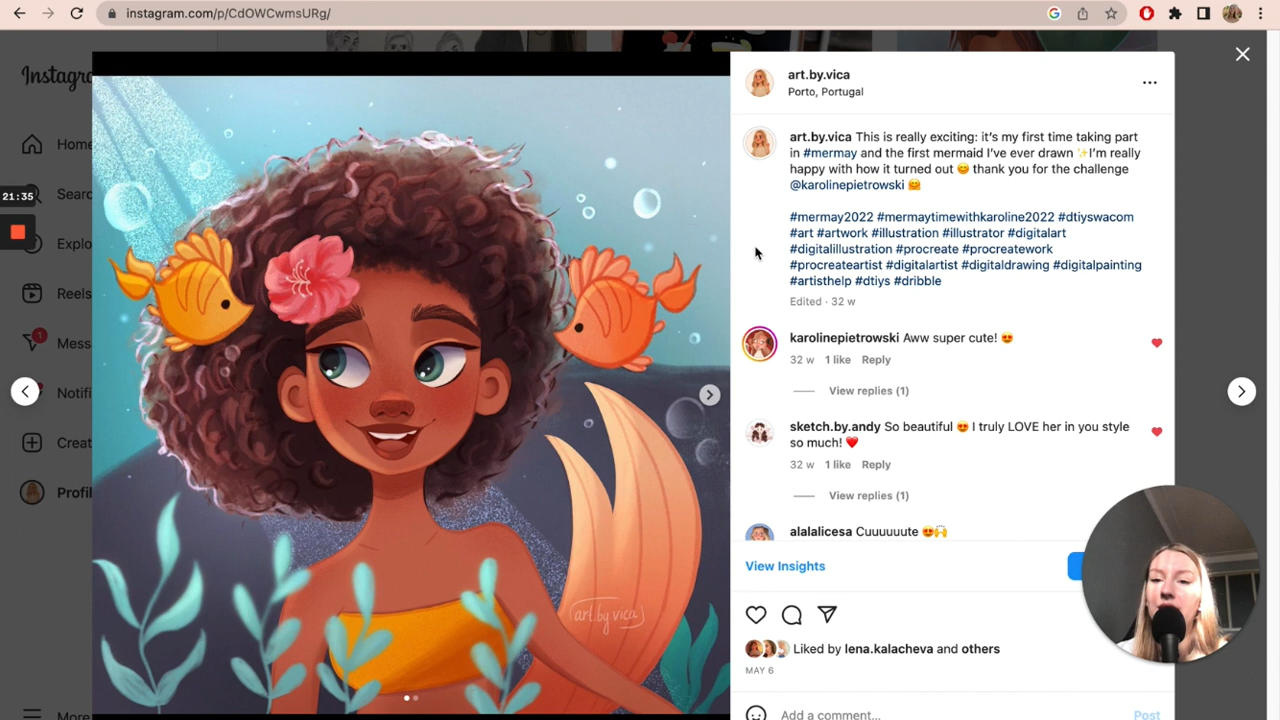 instagram.com/p/CdOWCwmsURg/
Instagra
art.by.vica
Porto, Portugal
Home
21:35
Sear
Explo
Reels
1
Mess
Notifi
Creat
Profil
More
art.by.vica
art.by.vica This is really exciting: it's my first time taking part
in #mermay and the first mermaid I've ever drawn ✨I'm really
happy with how it turned out 😊 thank you for the challenge
@karolinepietrowski 🤗
#mermay2022 #mermaytimewithkaroline2022 #dtiyswacom
#art #artwork #illustration #illustrator #digitalart
#digitalillustration #procreate #procreatework
#procreateartist #digitalartist #digitaldrawing #digitalpainting
#artisthelp #dtiys #dribble
Edited · 32 w
karolinepietrowski Aww super cute! 😍
32 w 1 like Reply
View replies (1)
sketch.by.andy So beautiful 😍 I truly LOVE her in you style
so much! ❤️
32 w 1 like Reply
View replies (1)
alalalicesa Cuuuuuute 😍🙌
View Insights
Liked by lena.kalacheva and others
MAY 6
Add a comment...
Post